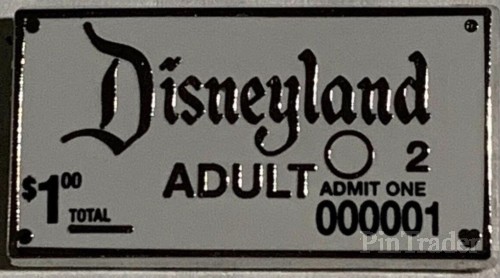 Disneyland
2
ADULT
$1.00
TOTAL
ADMIT ONE
000001
PinTrader